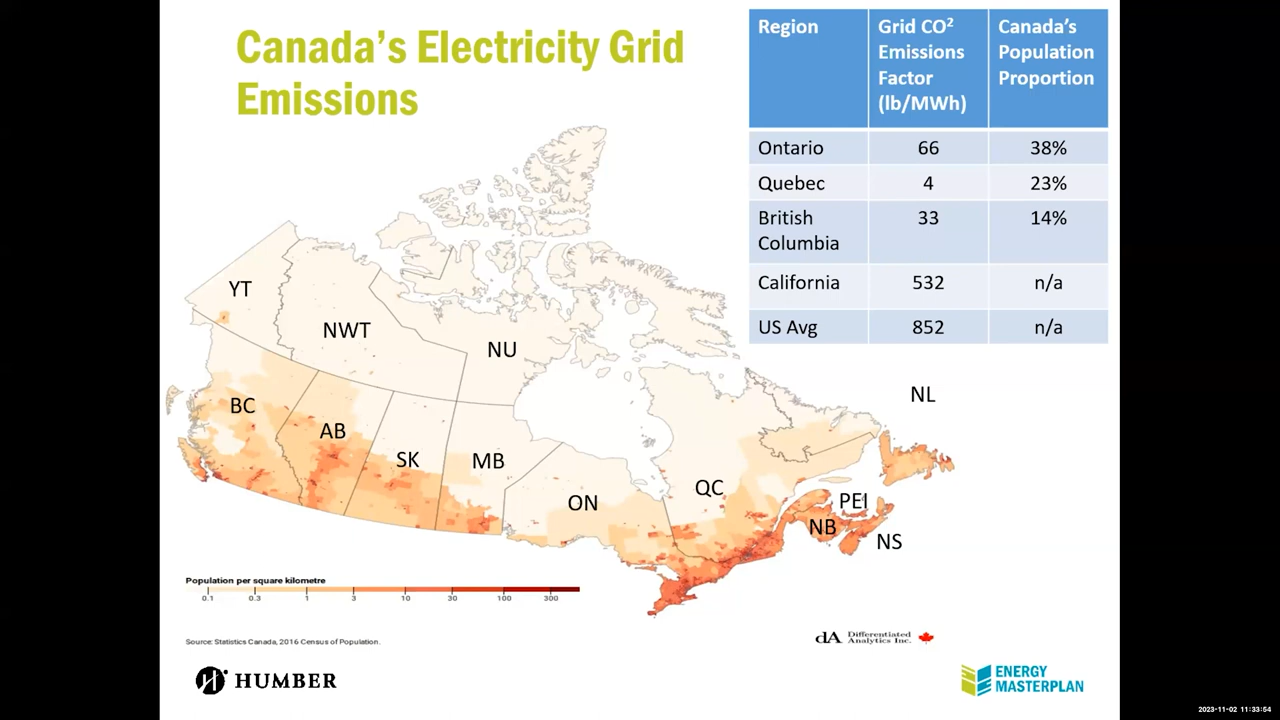 Canada's Electricity Grid
Emissions
Region
Grid CO²
Emissions
Factor
(lb/MWh)
Canada's
Population
Proportion
Ontario 66 38%
Quebec 4 23%
British
Columbia 33 14%
California 532 n/a
US Avg 852 n/a
YT
NWT
NU
NL
BC
AB
SK
MB
ON
QC
PEI
NB
NS
Population per square kilometre
0.1 0.3 1 3 10 30 100 300
Source: Statistics Canada, 2016 Census of Population.
dA Differentiated
Analytics Inc.
HUMBER
ENERGY
MASTERPLAN
2023-11-02 11:33:54